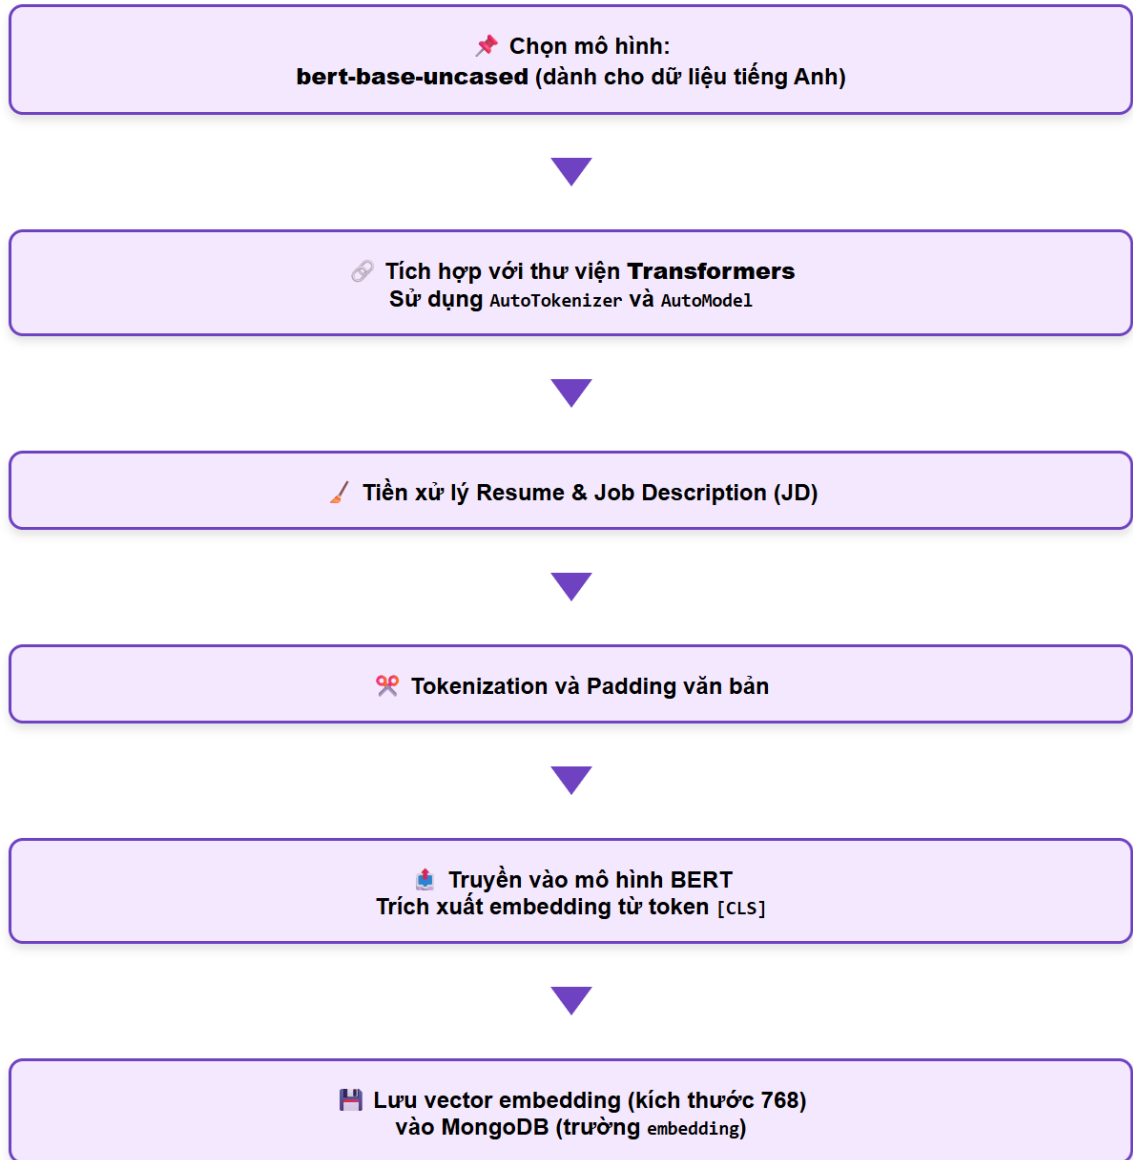 Chọn mô hình:
bert-base-uncased (dành cho dữ liệu tiếng Anh)
Tích hợp với thư viện Transformers
Sử dụng AutoTokenizer và AutoModel
Tiền xử lý Resume & Job Description (JD)
Tokenization và Padding văn bản
Truyền vào mô hình BERT
Trích xuất embedding từ token [CLS]
Lưu vector embedding (kích thước 768)
vào MongoDB (trường embedding)